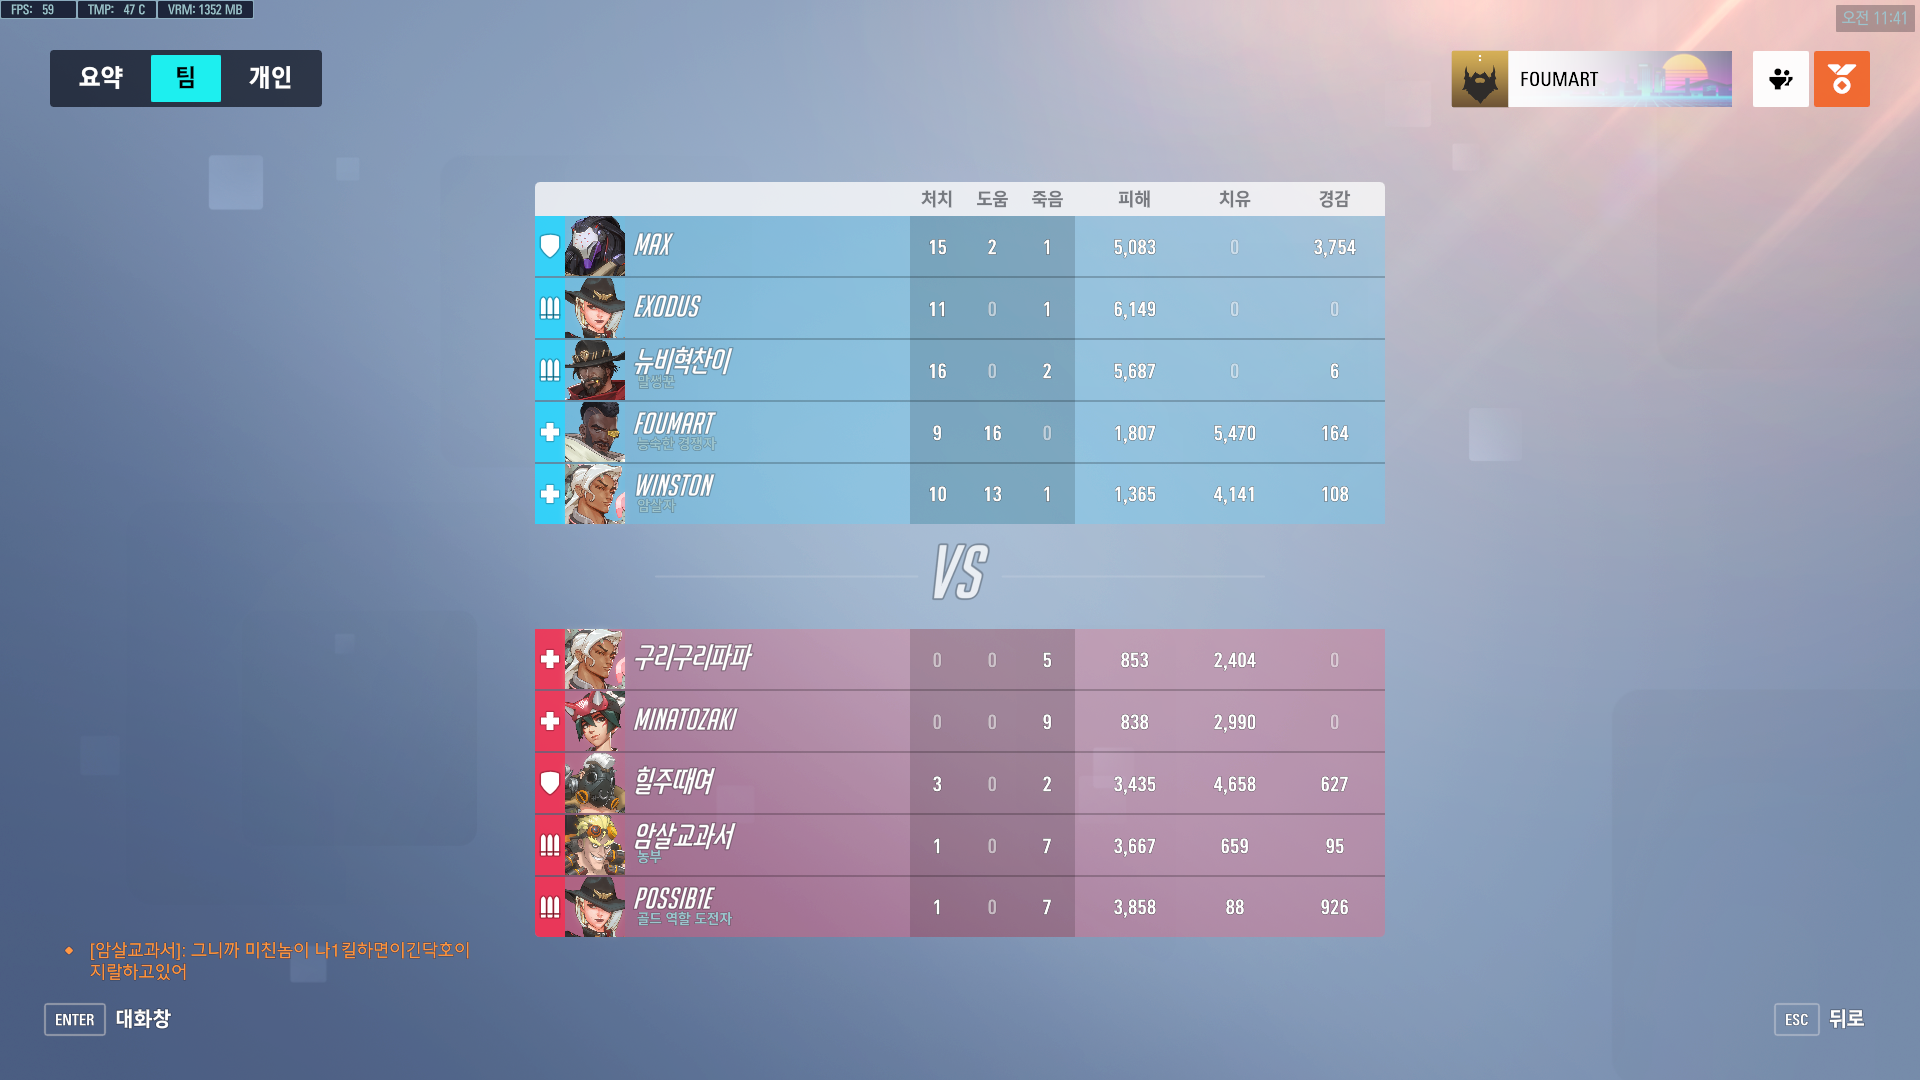 FPS: 59 TMP: 47 C VRM: 1352 MB
오전 11:41
요약 팀 개인
FOUMART
처치 도움 죽음 피해 치유 경감
MAX 15 2 1 5,083 0 3,754
EXODUS 11 0 1 6,149 0 0
뉴비혁찬이 16 0 2 5,687 0 6
말썽꾼
FOUMART 9 16 0 1,807 5,470 164
능숙한 경쟁자
WINSTON 10 13 1 1,365 4,141 108
암살자
VS
구리구리파파 0 0 5 853 2,404 0
MINATOZAKI 0 0 9 838 2,990 0
힐주때여 3 0 2 3,435 4,658 627
암살교과서 1 0 7 3,667 659 95
농부
POSSIB1E 1 0 7 3,858 88 926
골드 역할 도전자
[암살교과서]: 그니까 미친놈이 나1킬하면이긴닥호이
지랄하고있어
ENTER 대화창
ESC 뒤로